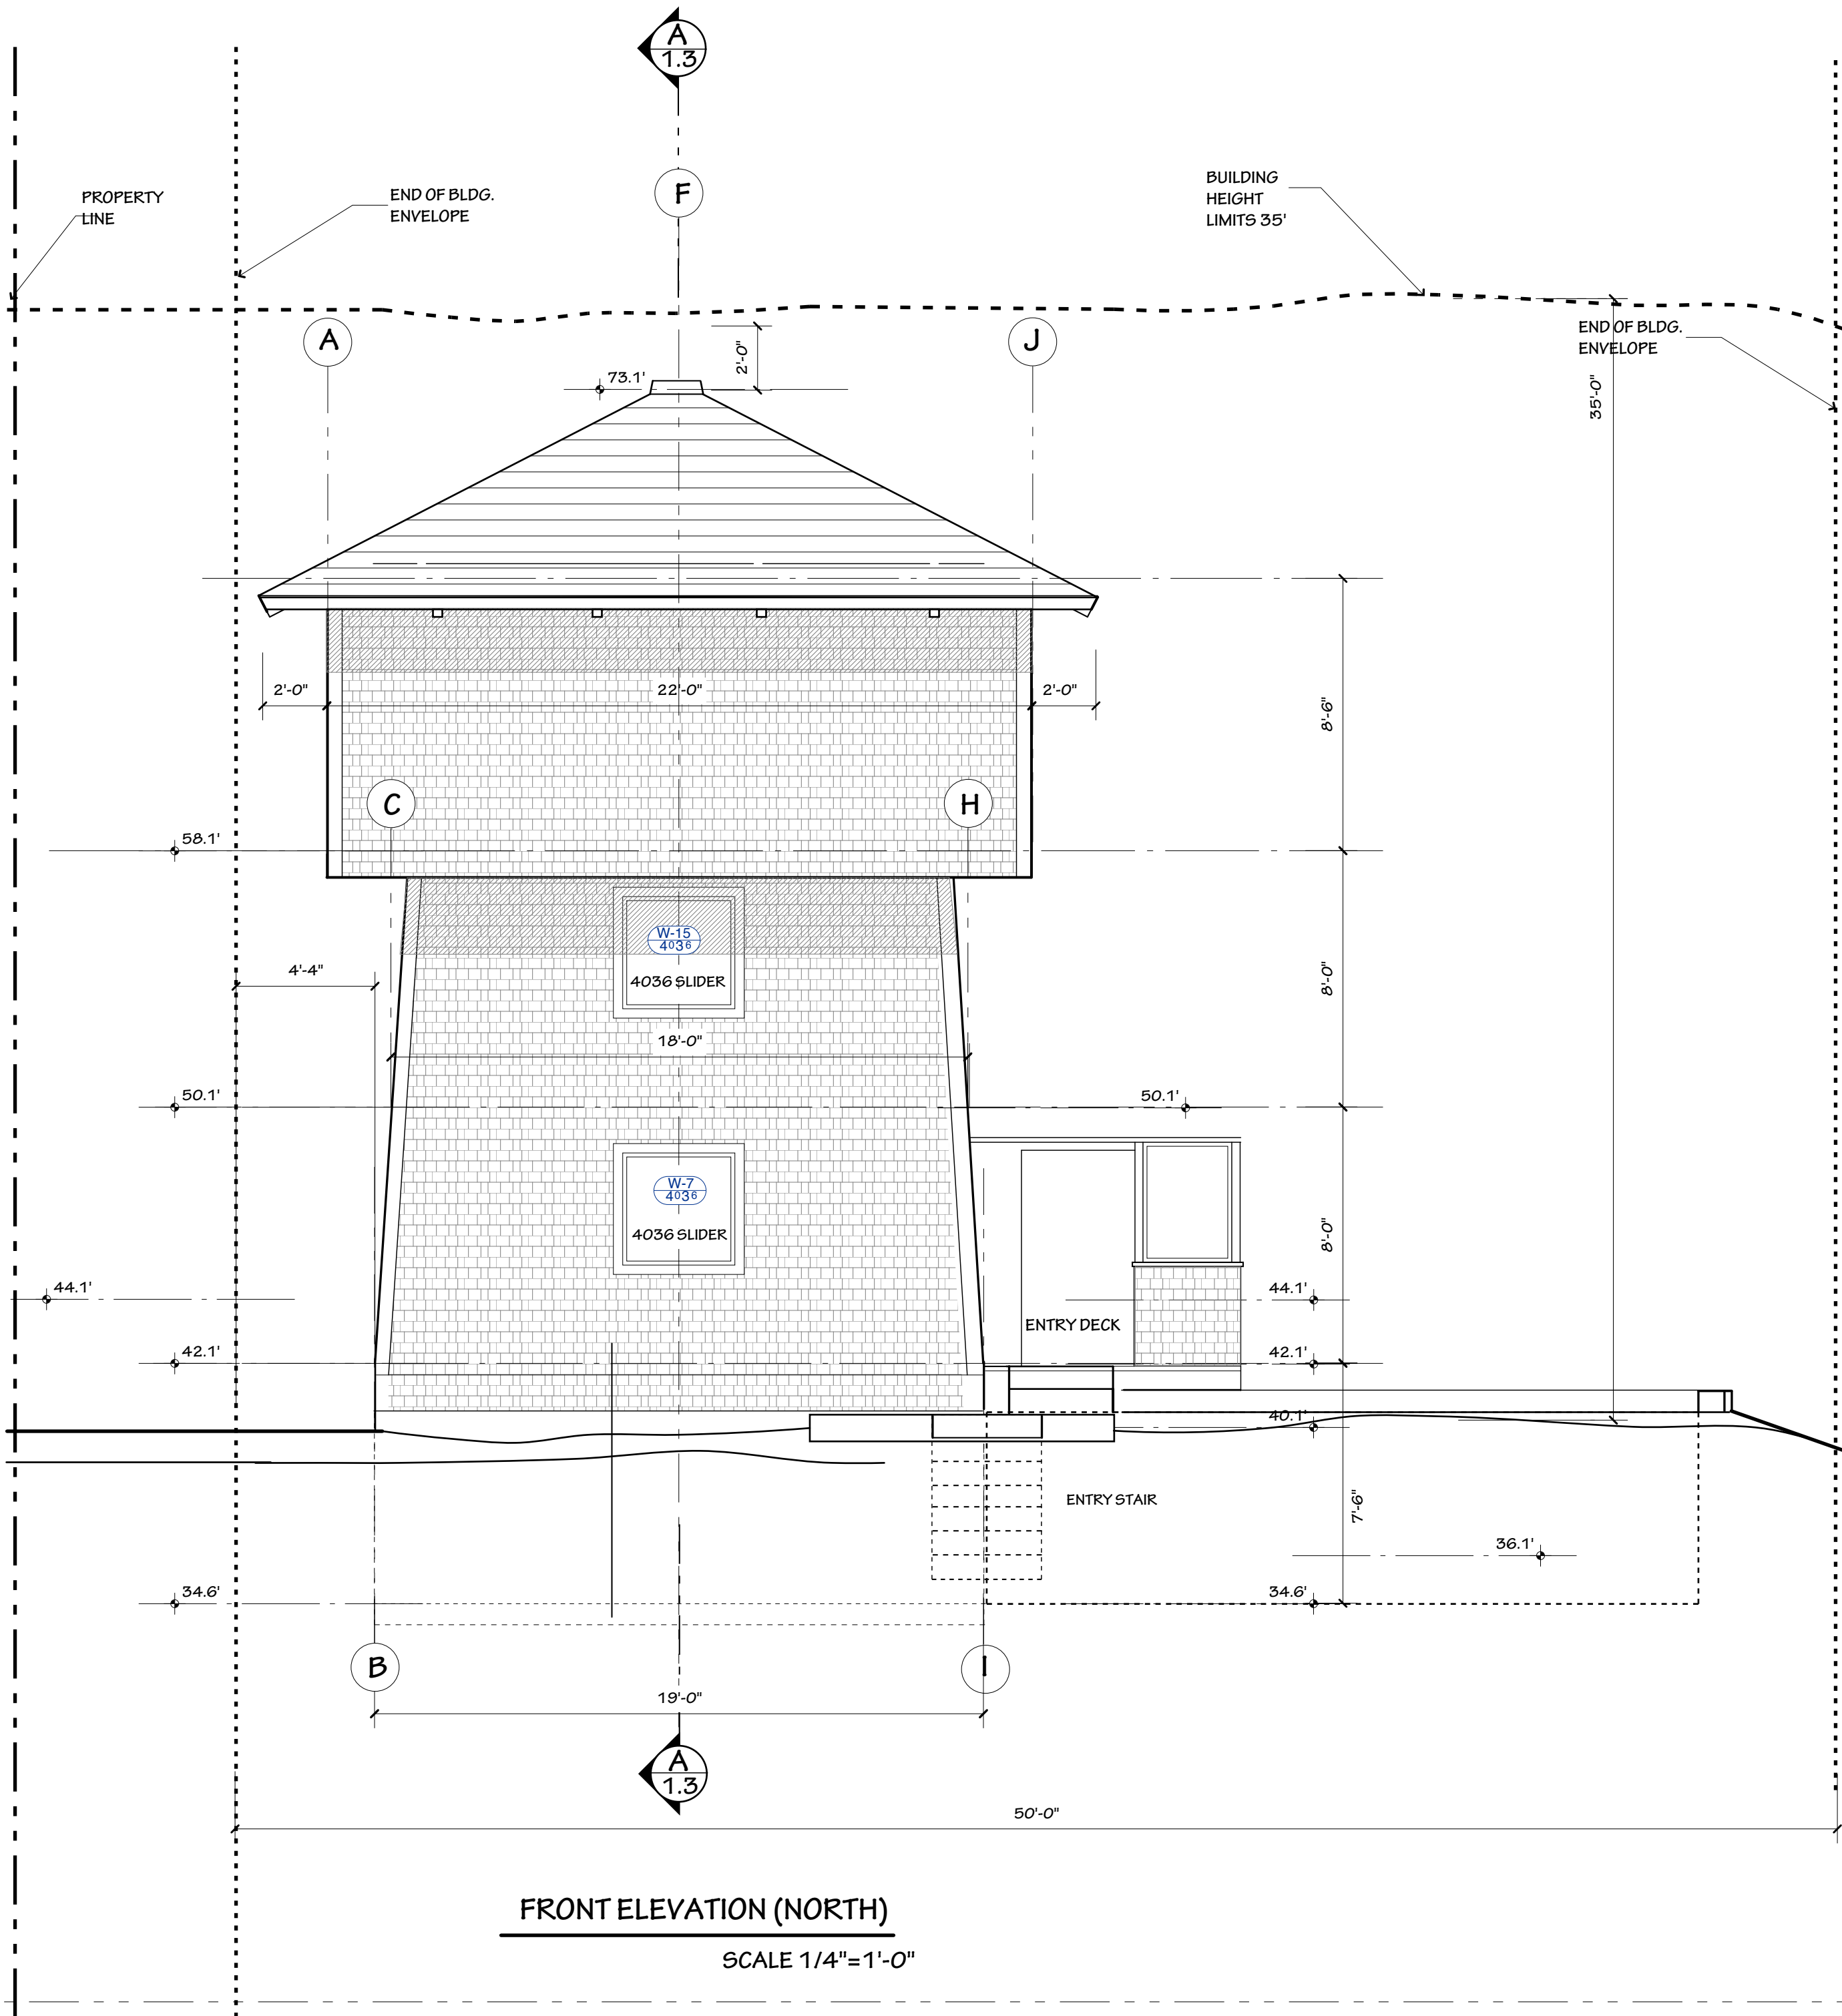 A
1.3
F
PROPERTY
LINE
END OF BLDG.
ENVELOPE
BUILDING
HEIGHT
LIMITS 35'
A
J
2'-0"
END OF BLDG.
ENVELOPE
73.1'
35'-0"
2'-0"
22'-0"
2'-0"
8'-6"
C
H
58.1'
W-15
4036
4036 SLIDER
4'-4"
8'-0"
18'-0"
50.1'
50.1'
W-7
4036
4036 SLIDER
8'-0"
44.1'
44.1'
ENTRY DECK
42.1'
42.1'
40.1'
ENTRY STAIR
7'-6"
36.1'
34.6'
34.6'
B
I
19'-0"
A
1.3
50'-0"
FRONT ELEVATION (NORTH)
SCALE 1/4"=1'-0"